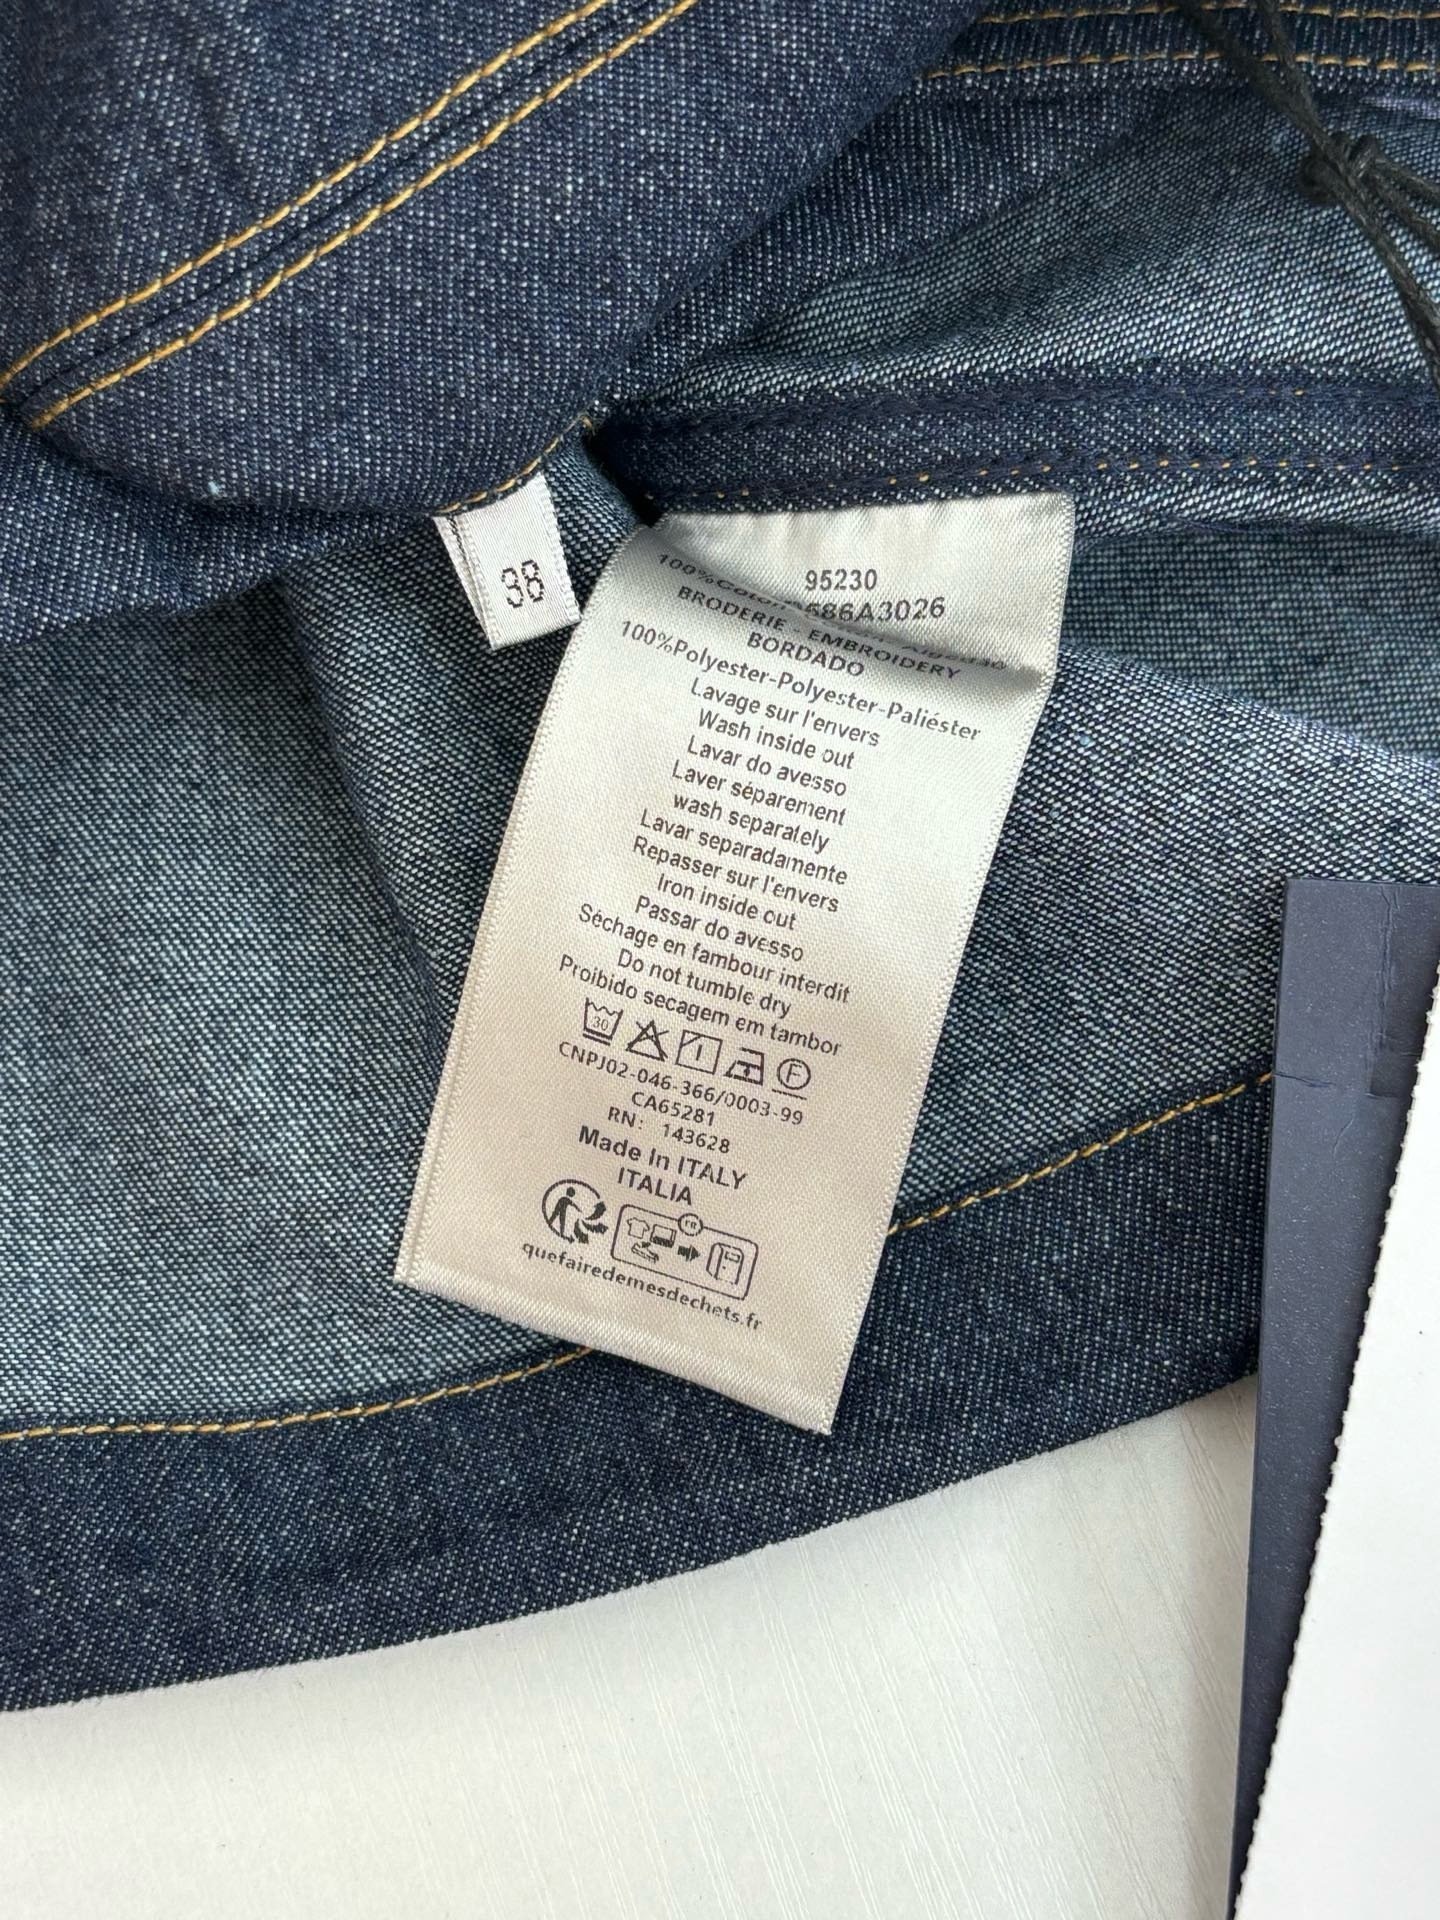 38
95230
686A3026
100%
BRODERIE - EMBROIDERY
BORDADO
100%Polyester-Polyester-Paliéster
Lavage sur l'envers
Wash inside out
Lavar do avesso
Laver séparement
wash separately
Lavar separadamente
Repasser sur l'envers
Iron inside out
Passar do avesso
Séchage en fambour interdit
Do not tumble dry
Proibido secagem em tambor
30
F
CNPJ02-046-366/0003-99
CA65281
RN: 143628
Made In ITALY
ITALIA
FR
quefairedemesdechets.fr